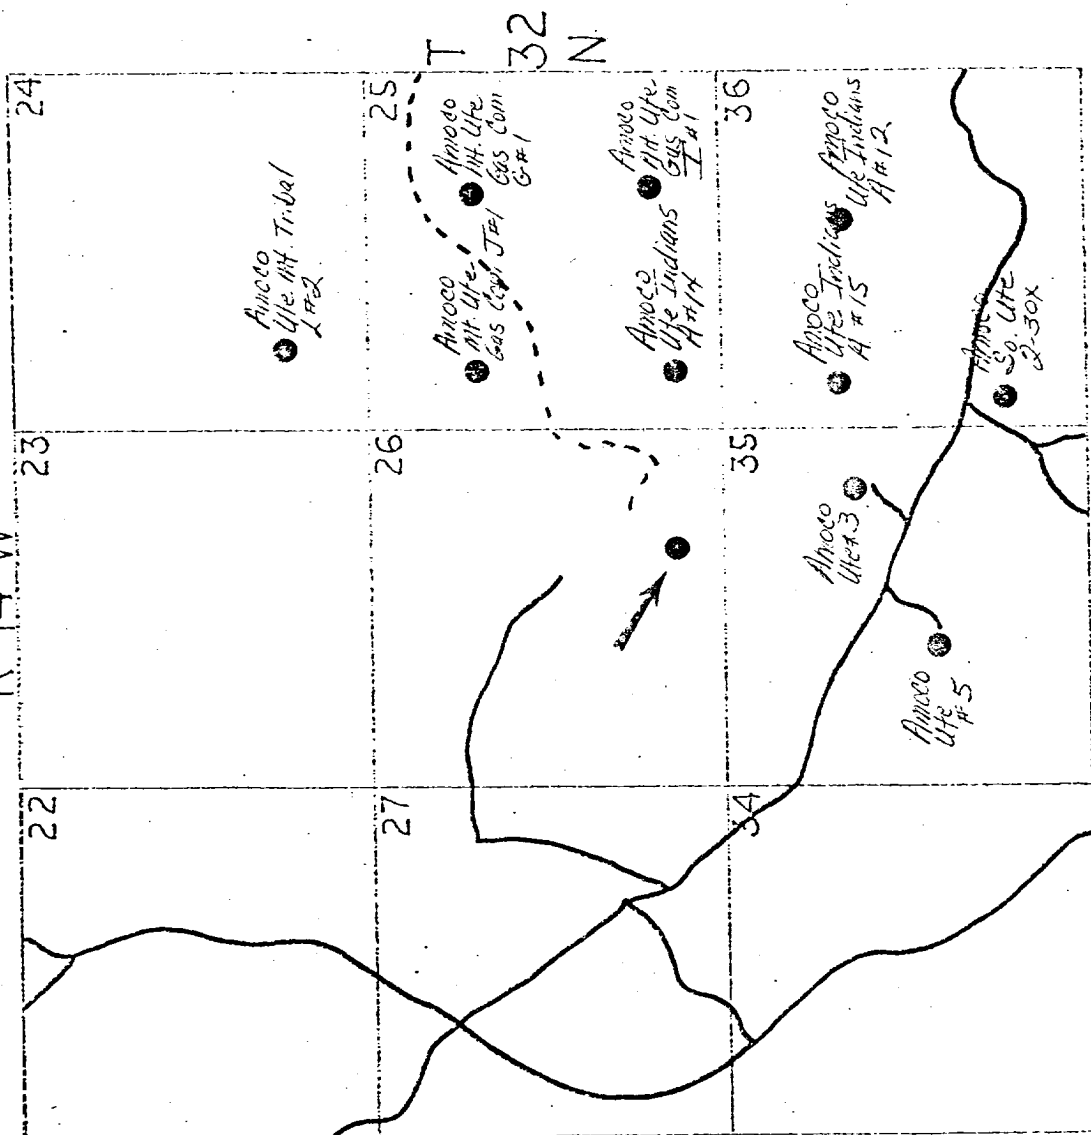 R 14 W
T
32
N
24
25
36
23
26
35
22
27
34
Amoco
Ute Mt. Tribal
L #2
Amoco
Mt. Ute
Gas Com J #1
Amoco
Mt. Ute
Gas Com
G #1
Amoco
Ute Indians
A #14
Amoco
Mt. Ute
Gas Com
I #1
Amoco
Ute Indians
A #15
Amoco
Ute Indians
A #12
Amoco
So. Ute
2-30X
Amoco
Ute #3
Amoco
Ute
#5